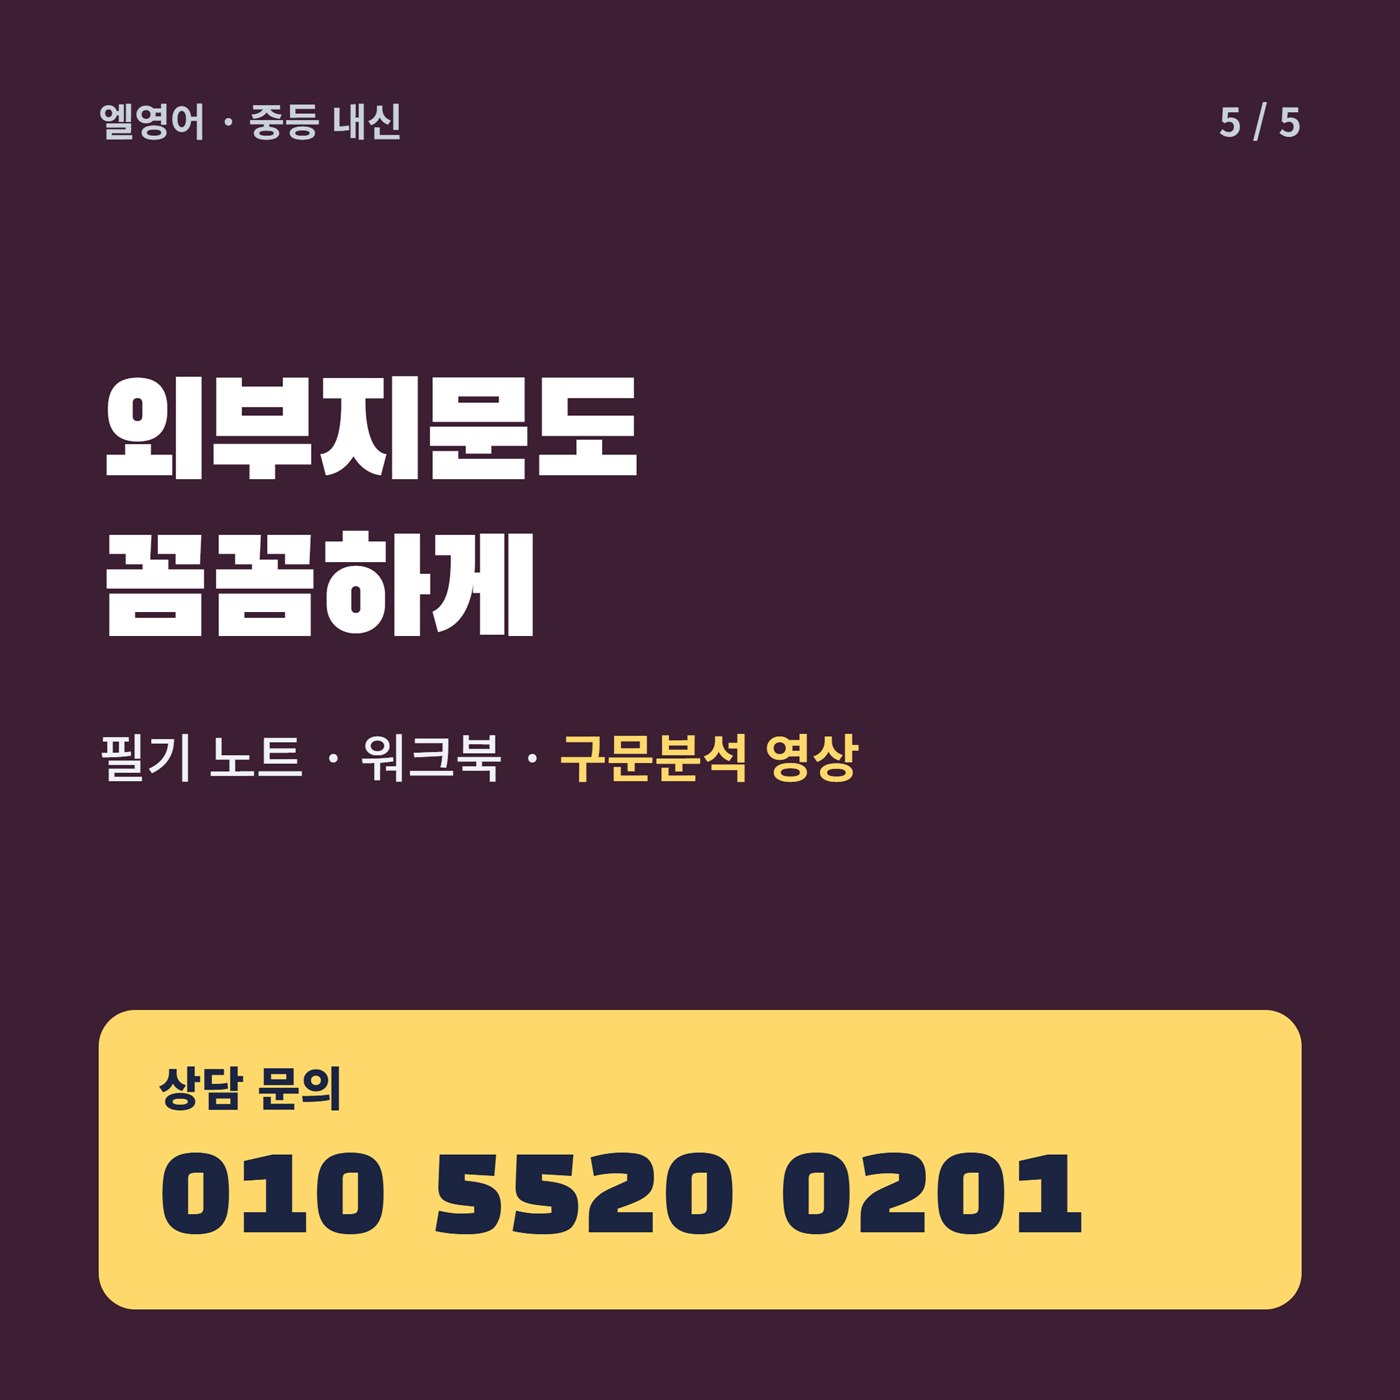 엘영어 · 중등 내신
5 / 5
외부지문도
꼼꼼하게
필기 노트 · 워크북 · 구문분석 영상
상담 문의
010 5520 0201